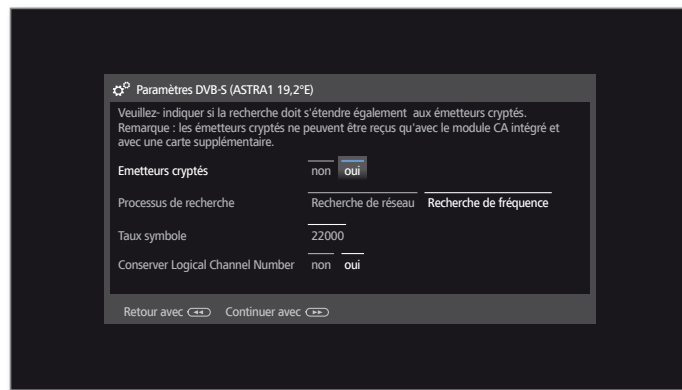 Paramètres DVB-S (ASTRA1 19,2°E)
Veuillez- indiquer si la recherche doit s'étendre également aux émetteurs cryptés.
Remarque : les émetteurs cryptés ne peuvent être reçus qu'avec le module CA intégré et
avec une carte supplémentaire.
Emetteurs cryptés non oui
Processus de recherche Recherche de réseau Recherche de fréquence
Taux symbole 22000
Conserver Logical Channel Number non oui
Retour avec Continuer avec